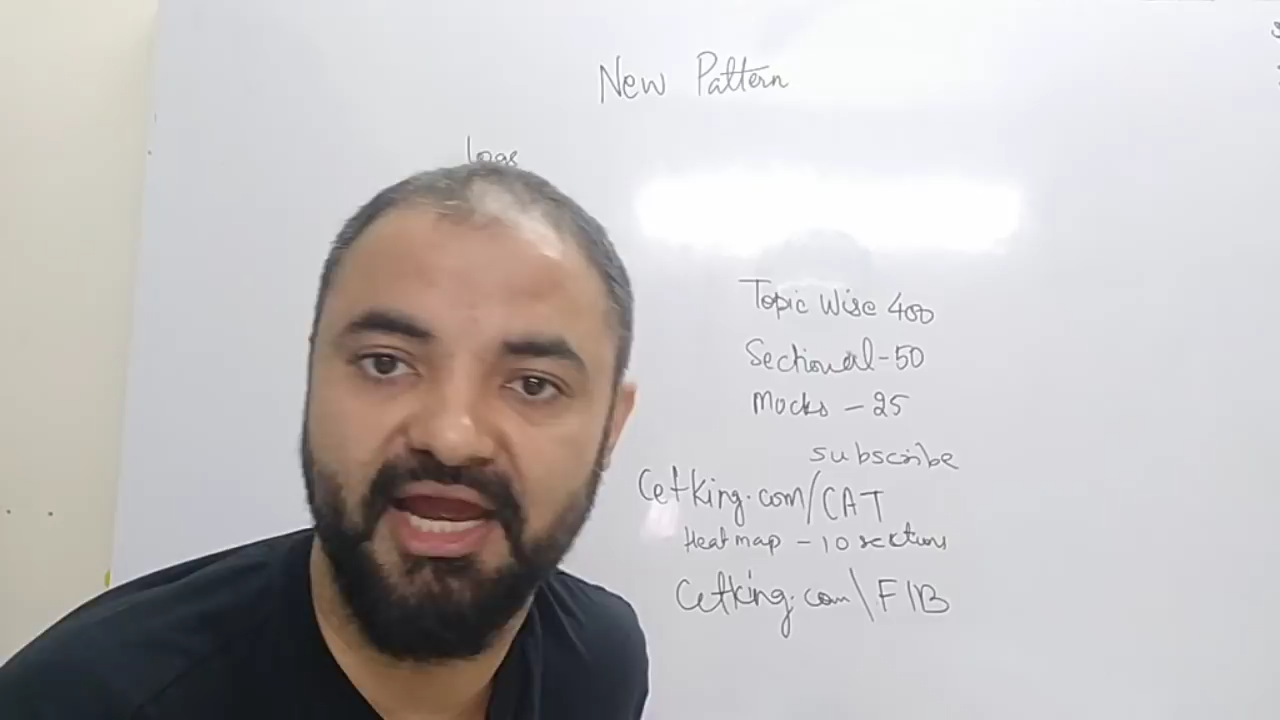 New Pattern
Logs
Topic Wise 400
Sectional-50
Mocks - 25
subscribe
Cetking.com/CAT
Heatmap - 10 sections
Cetking.com\FIB